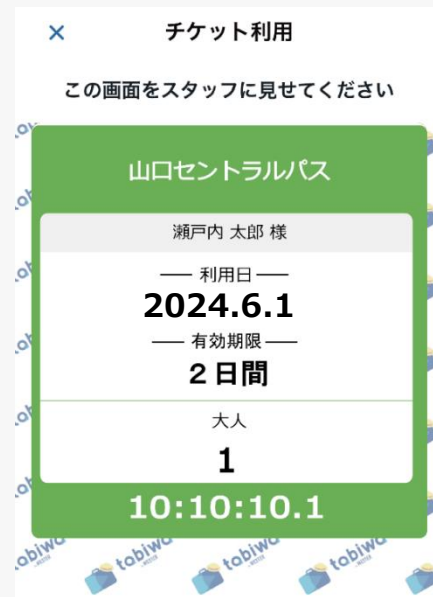 × チケット利用
この画面をスタッフに見せてください
山口セントラルパス
瀬戸内 太郎 様
利用日
2024.6.1
有効期限
2日間
大人
1
10:10:10.1
tabiwa tabiwa tabiwa tabiwa